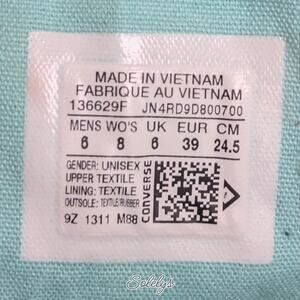 MADE IN VIETNAM
FABRIQUE AU VIETNAM
136629F JN4RD9D800700
MENS WO'S UK EUR CM
6 8 6 39 24.5
GENDER: UNISEX
UPPER TEXTILE
LINING: TEXTILE
OUTSOLE: TEXTILE/RUBBER
9Z 1311 M88
CONVERSE
Selelys